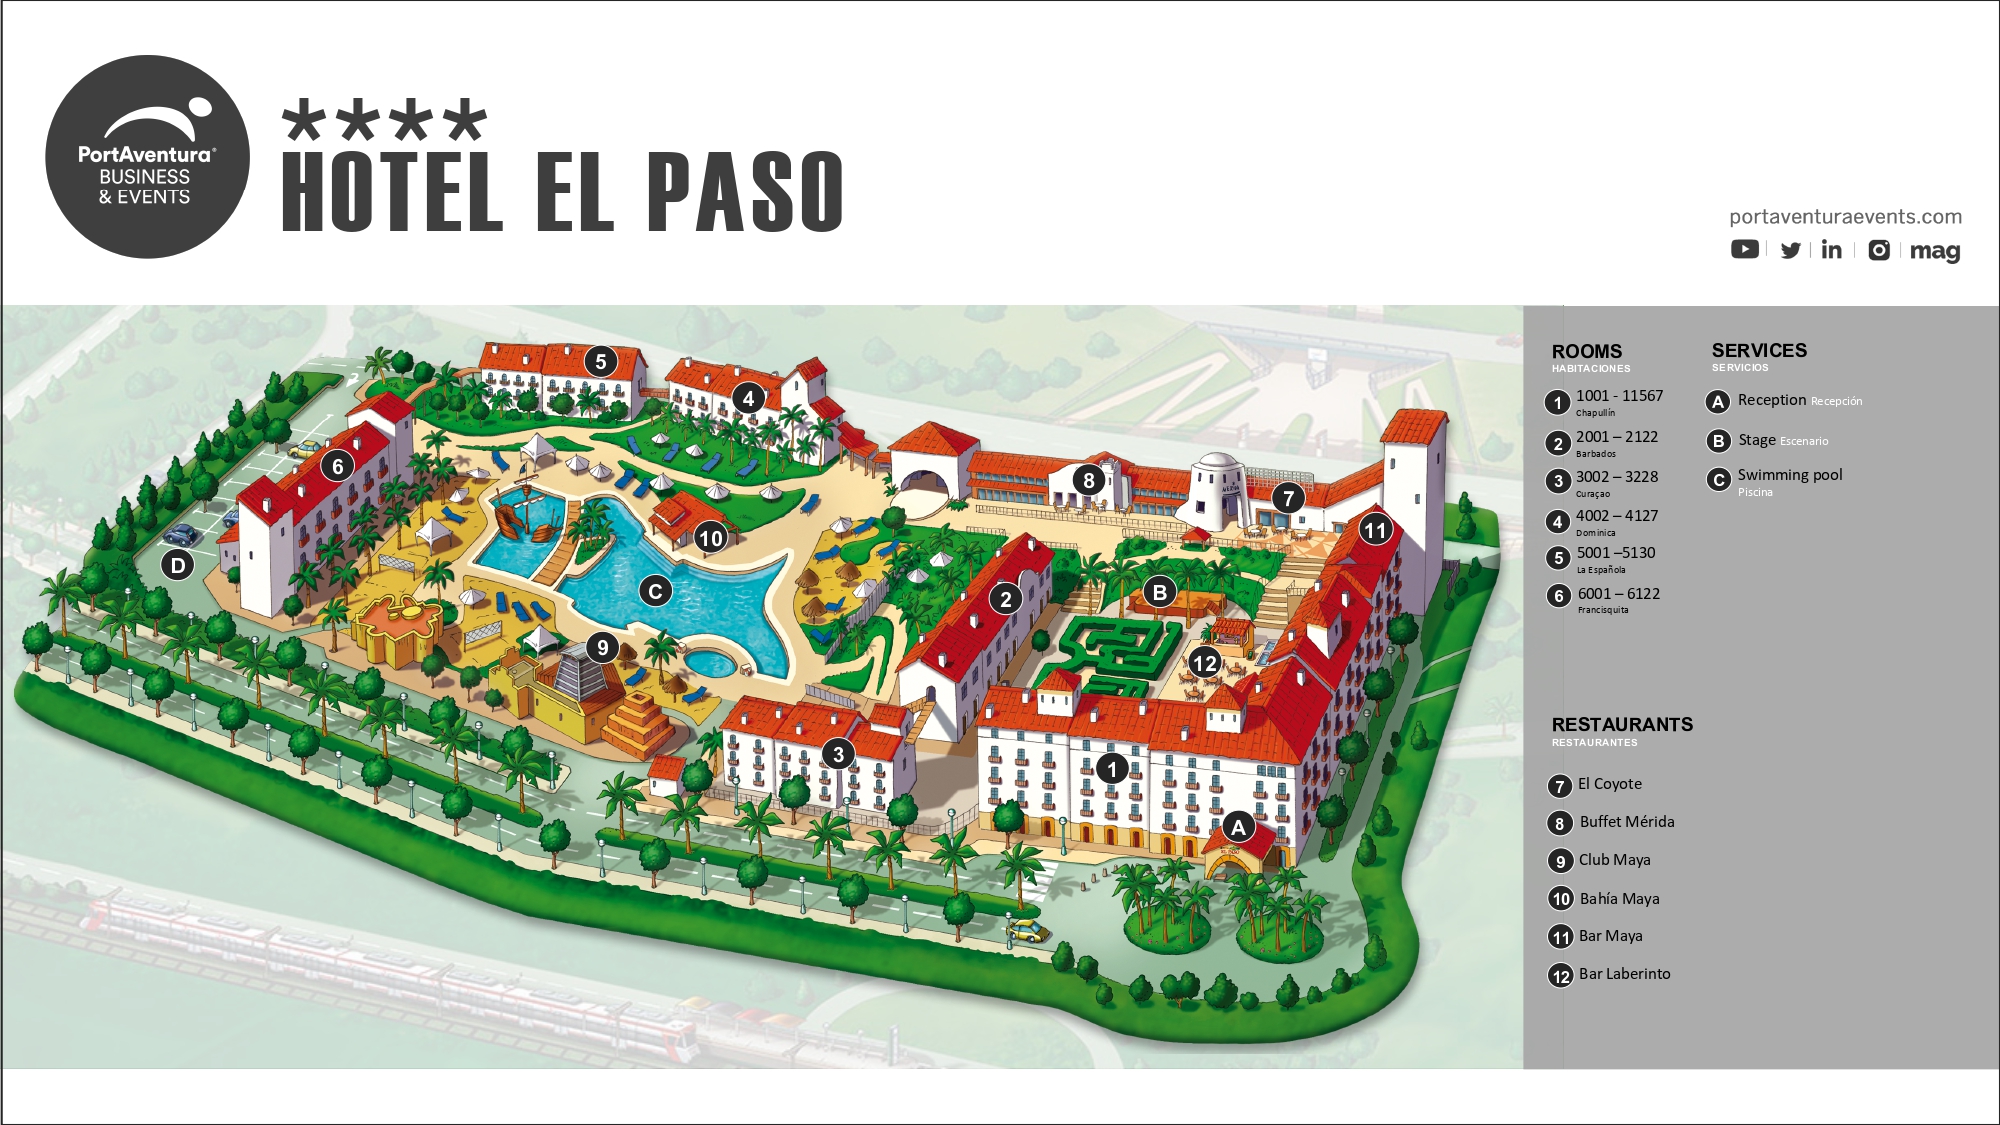 PortAventura®
BUSINESS
& EVENTS
****
HOTEL EL PASO
portaventuraevents.com
in
mag
5
4
6
8
7
11
10
D
C
2
B
9
12
3
1
A
MÉRIDA
EL PASO
ROOMS
HABITACIONES
1 1001 - 11567
Chapullín
2 2001 – 2122
Barbados
3 3002 – 3228
Curaçao
4 4002 – 4127
Dominica
5 5001 –5130
La Española
6 6001 – 6122
Francisquita
SERVICES
SERVICIOS
A Reception Recepción
B Stage Escenario
C Swimming pool
Piscina
RESTAURANTS
RESTAURANTES
7 El Coyote
8 Buffet Mérida
9 Club Maya
10 Bahía Maya
11 Bar Maya
12 Bar Laberinto